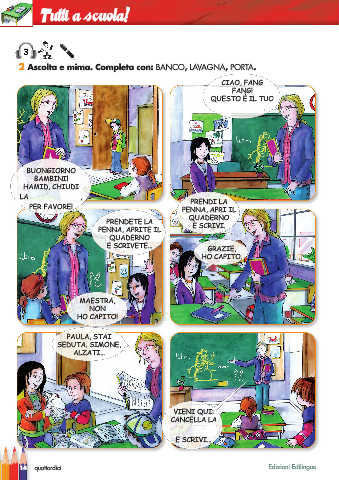 Tutti a scuola!
3
2 Ascolta e mima. Completa con: BANCO, LAVAGNA, PORTA.
BUONGIORNO
BAMBINI!
HAMID, CHIUDI
LA
PER FAVORE!
CIAO, FANG
FANG!
QUESTO È IL TUO
PRENDETE LA
PENNA, APRITE IL
QUADERNO
E SCRIVETE...
MAESTRA,
NON
HO CAPITO!
PRENDI LA
PENNA, APRI IL
QUADERNO
E SCRIVI.
GRAZIE,
HO CAPITO.
PAULA, STAI
SEDUTA, SIMONE,
ALZATI...
VIENI QUI:
CANCELLA LA
E SCRIVI...
14
quattordici
Edizioni Edilingua